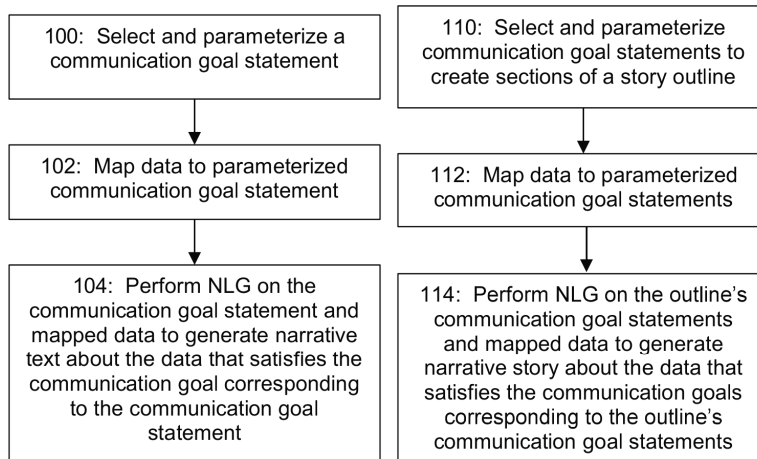 100: Select and parameterize a
communication goal statement
102: Map data to parameterized
communication goal statement
104: Perform NLG on the
communication goal statement and
mapped data to generate narrative
text about the data that satisfies the
communication goal corresponding
to the communication goal
statement
110: Select and parameterize
communication goal statements to
create sections of a story outline
112: Map data to parameterized
communication goal statements
114: Perform NLG on the outline's
communication goal statements
and mapped data to generate
narrative story about the data that
satisfies the communication goals
corresponding to the outline's
communication goal statements